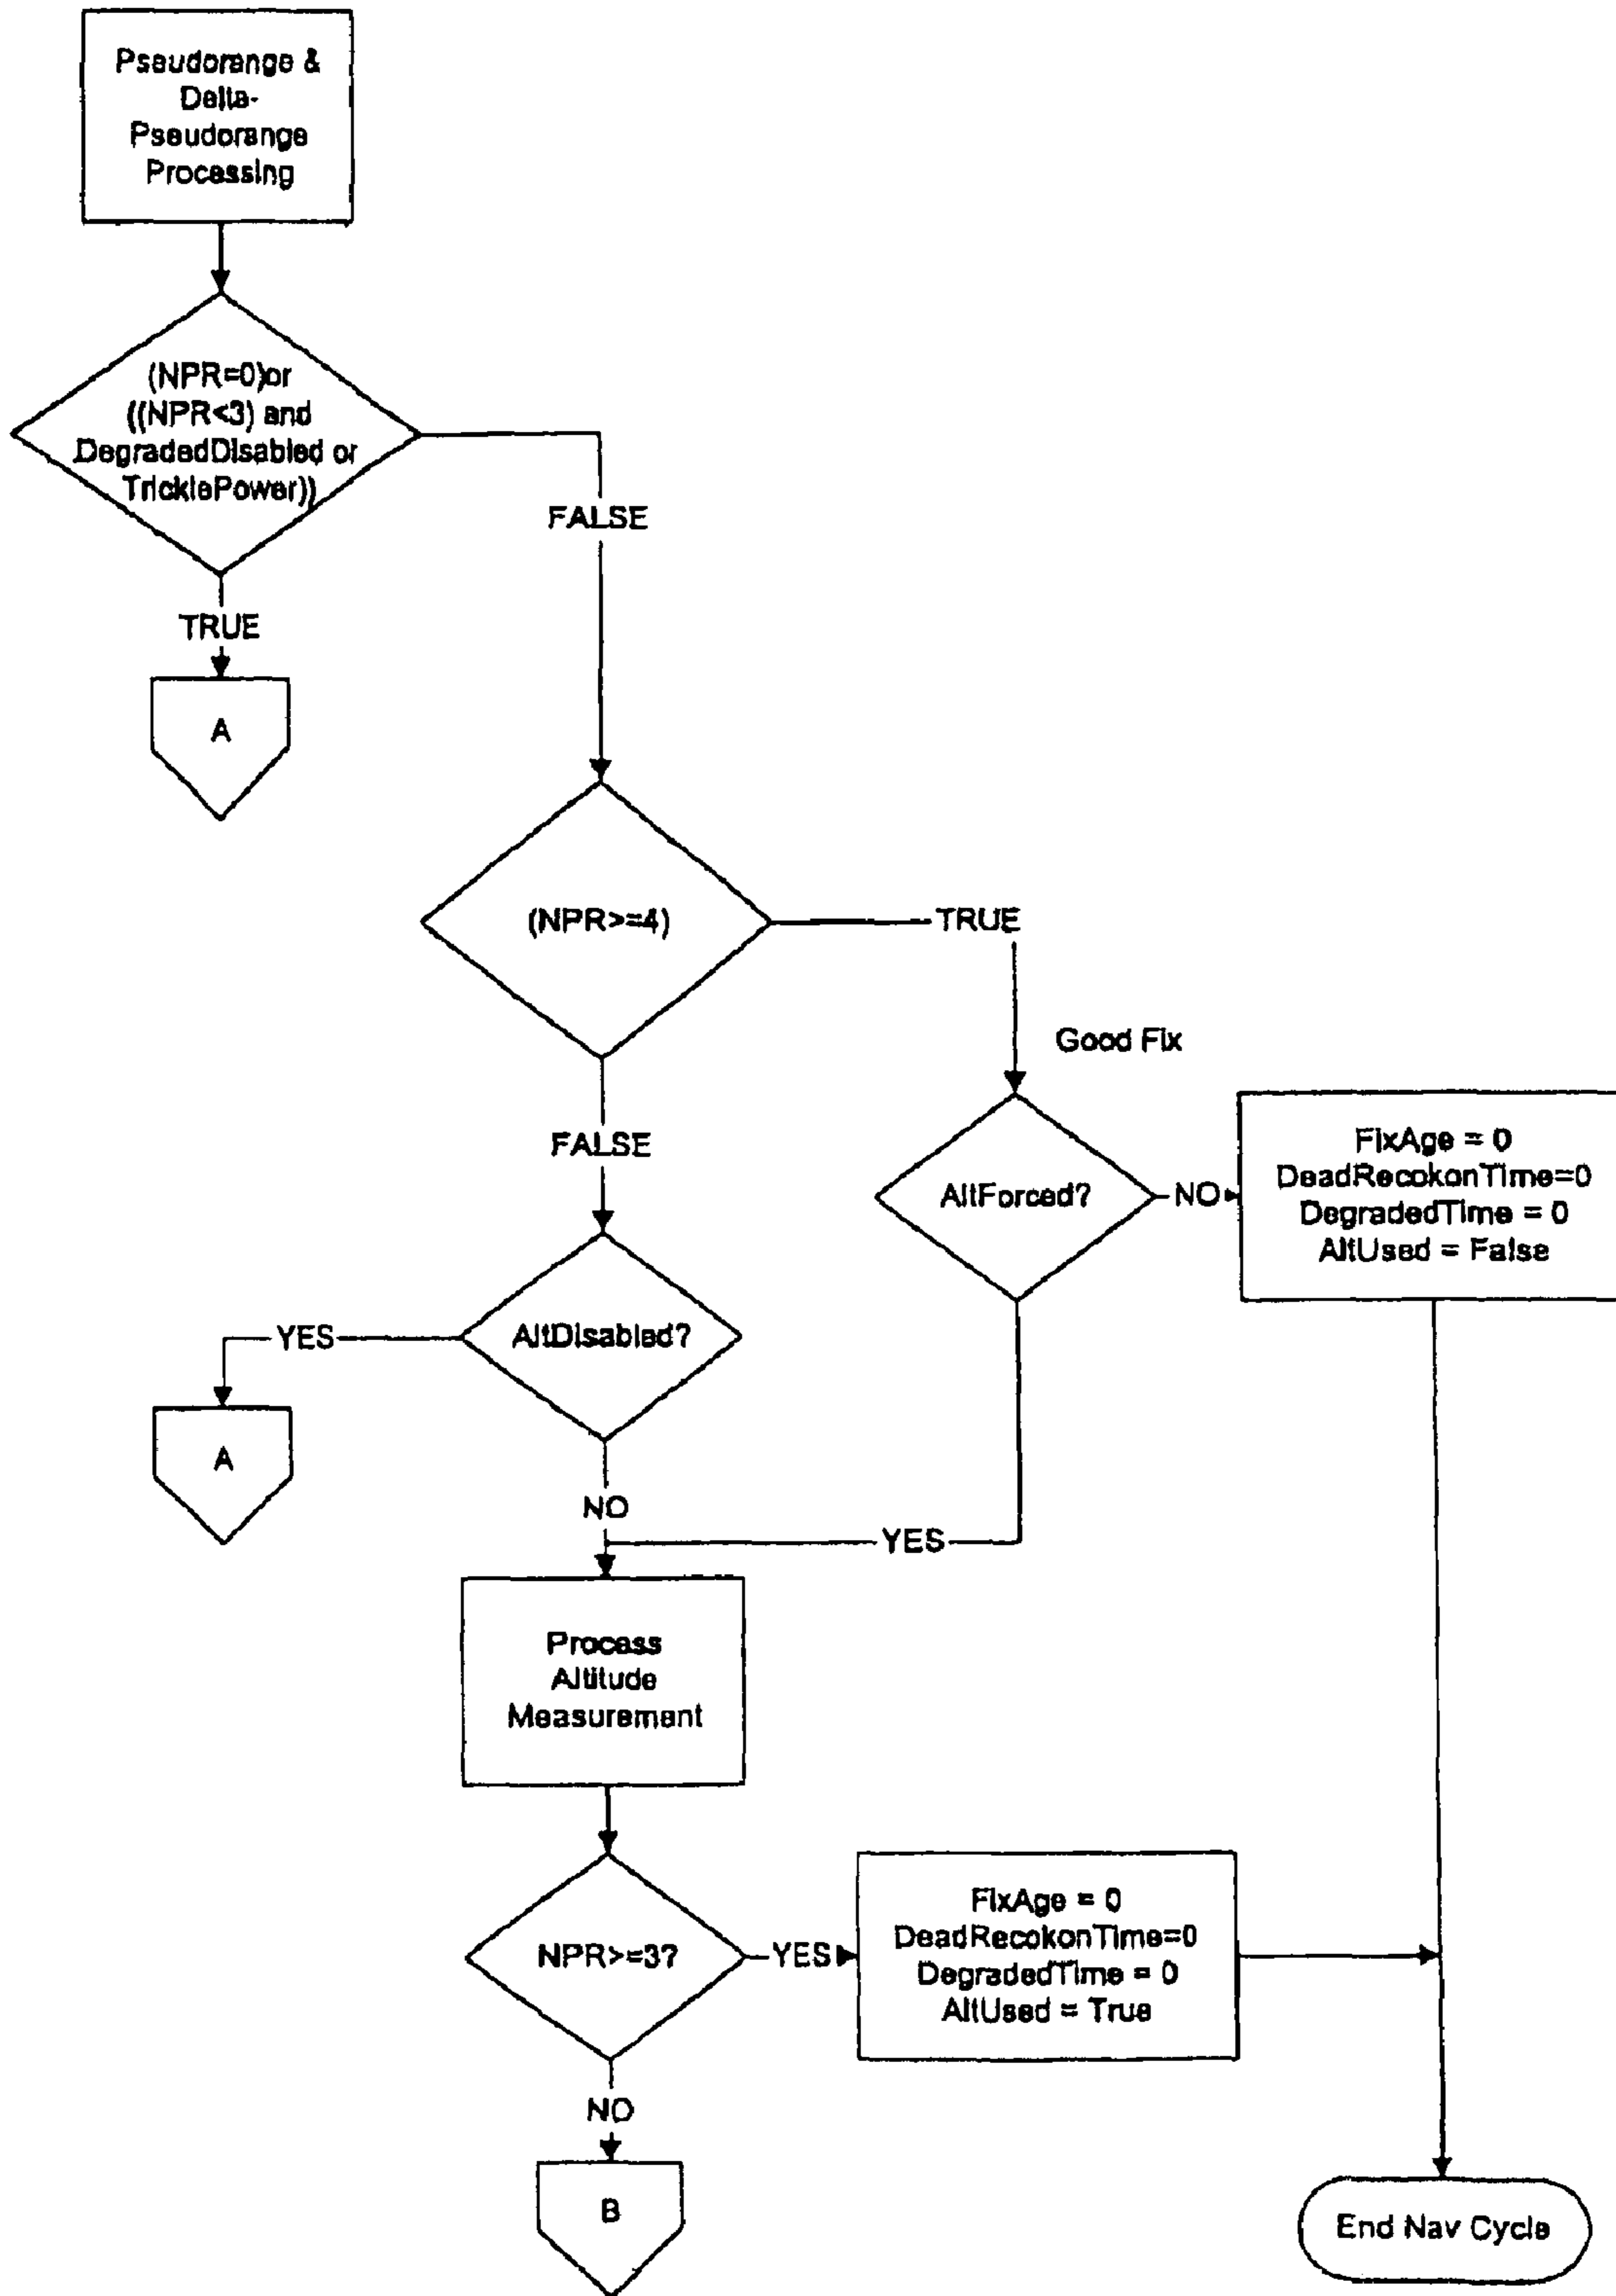 Pseudorange &
Delta-
Pseudorange
Processing
(NPR=0)or
((NPR<3) and
DegradedDisabled or
TricklePower))
FALSE
TRUE
A
(NPR>=4)
TRUE
Good Fix
FALSE
AltForced?
NO
FixAge = 0
DeadRecokonTime=0
DegradedTime = 0
AltUsed = False
AltDisabled?
YES
A
NO
YES
Process
Altitude
Measurement
NPR>=3?
YES
FixAge = 0
DeadRecokonTime=0
DegradedTime = 0
AltUsed = True
NO
B
End Nav Cycle